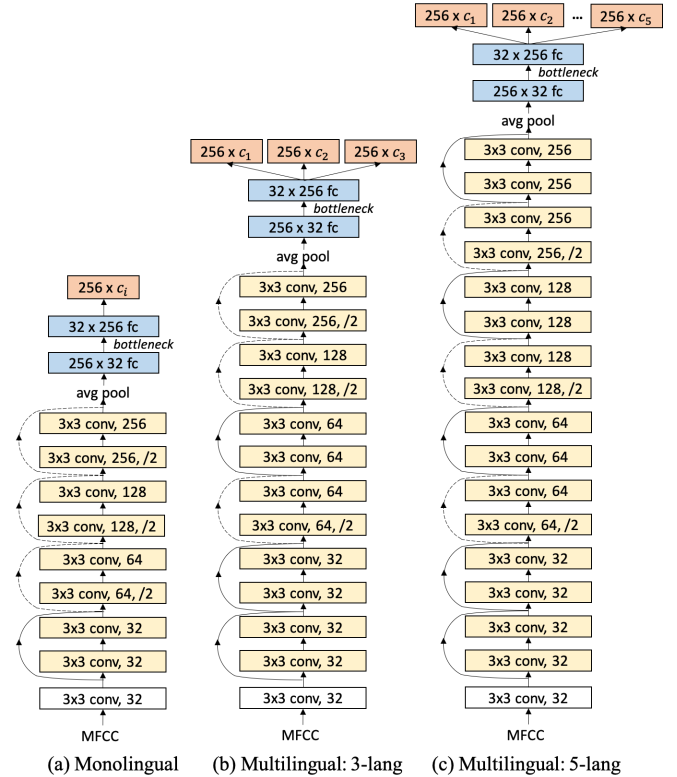 256 x c₁
256 x c₂
...
256 x c₅
32 x 256 fc
bottleneck
256 x 32 fc
avg pool
3x3 conv, 256
3x3 conv, 256
3x3 conv, 256
3x3 conv, 256, /2
3x3 conv, 128
3x3 conv, 128
3x3 conv, 128
3x3 conv, 128, /2
3x3 conv, 64
3x3 conv, 64
3x3 conv, 64
3x3 conv, 64, /2
3x3 conv, 32
3x3 conv, 32
3x3 conv, 32
3x3 conv, 32
3x3 conv, 32
MFCC
256 x c₁
256 x c₂
256 x c₃
32 x 256 fc
bottleneck
256 x 32 fc
avg pool
3x3 conv, 256
3x3 conv, 256, /2
3x3 conv, 128
3x3 conv, 128, /2
3x3 conv, 64
3x3 conv, 64
3x3 conv, 64
3x3 conv, 64, /2
3x3 conv, 32
3x3 conv, 32
3x3 conv, 32
3x3 conv, 32
3x3 conv, 32
MFCC
256 x cᵢ
32 x 256 fc
bottleneck
256 x 32 fc
avg pool
3x3 conv, 256
3x3 conv, 256, /2
3x3 conv, 128
3x3 conv, 128, /2
3x3 conv, 64
3x3 conv, 64, /2
3x3 conv, 32
3x3 conv, 32
3x3 conv, 32
MFCC
(a) Monolingual
(b) Multilingual: 3-lang
(c) Multilingual: 5-lang